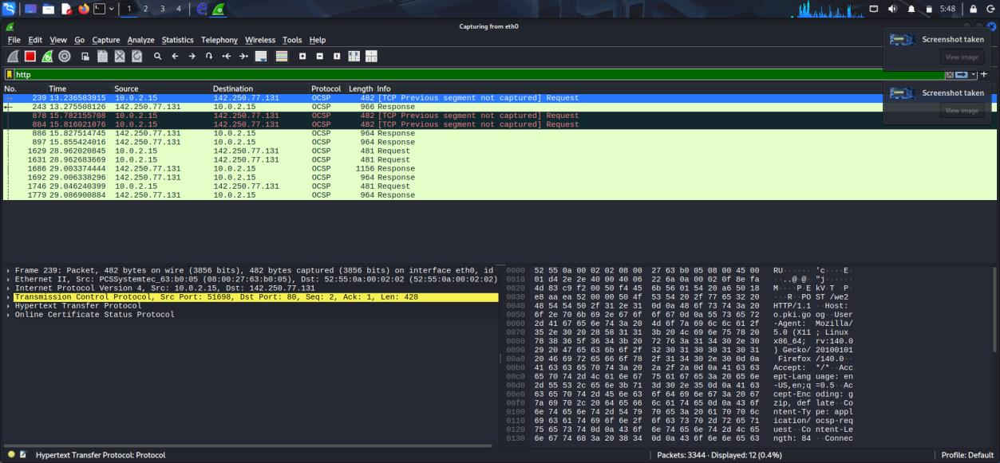 1 2 3 4 5:48
Capturing from eth0
File Edit View Go Capture Analyze Statistics Telephony Wireless Tools Help
Screenshot taken
View image
http
Screenshot taken
View image
No. Time Source Destination Protocol Length Info
239 13.236583915 10.0.2.15 142.250.77.131 OCSP 482 [TCP Previous segment not captured] Request
243 13.275508126 142.250.77.131 10.0.2.15 OCSP 966 Response
878 15.782155708 10.0.2.15 142.250.77.131 OCSP 482 [TCP Previous segment not captured] Request
884 15.816021076 10.0.2.15 142.250.77.131 OCSP 482 [TCP Previous segment not captured] Request
886 15.827514745 142.250.77.131 10.0.2.15 OCSP 964 Response
897 15.855424016 142.250.77.131 10.0.2.15 OCSP 964 Response
1629 28.962020845 10.0.2.15 142.250.77.131 OCSP 481 Request
1631 28.962683669 10.0.2.15 142.250.77.131 OCSP 481 Request
1686 29.003374444 142.250.77.131 10.0.2.15 OCSP 1156 Response
1692 29.006338296 142.250.77.131 10.0.2.15 OCSP 964 Response
1746 29.046240399 10.0.2.15 142.250.77.131 OCSP 481 Request
1779 29.086900884 142.250.77.131 10.0.2.15 OCSP 964 Response
Frame 239: Packet, 482 bytes on wire (3856 bits), 482 bytes captured (3856 bits) on interface eth0, id
Ethernet II, Src: PCSSystemtec_63:b0:05 (08:00:27:63:b0:05), Dst: 52:55:0a:00:02:02 (52:55:0a:00:02:02)
Internet Protocol Version 4, Src: 10.0.2.15, Dst: 142.250.77.131
Transmission Control Protocol, Src Port: 51698, Dst Port: 80, Seq: 2, Ack: 1, Len: 428
Hypertext Transfer Protocol
Online Certificate Status Protocol
0000 52 55 0a 00 02 02 08 00 27 63 b0 05 08 00 45 00 RU······ 'c····E·
0010 01 d4 2e 2e 40 00 40 06 22 6a 0a 00 02 0f 8e fa ··..@·@· "j······
0020 4d 83 c9 f2 00 50 f4 45 6b 56 01 54 20 a6 50 18 M····P·E kV·T ·P·
0030 e8 aa ea 52 00 00 50 4f 53 54 20 2f 77 65 32 20 ···R··PO ST /we2
0040 48 54 54 50 2f 31 2e 31 0d 0a 48 6f 73 74 3a 20 HTTP/1.1 ··Host:
0050 6f 2e 70 6b 69 2e 67 6f 6f 67 0d 0a 55 73 65 72 o.pki.go og··User
0060 2d 41 67 65 6e 74 3a 20 4d 6f 7a 69 6c 6c 61 2f -Agent: Mozilla/
0070 35 2e 30 20 28 58 31 31 3b 20 4c 69 6e 75 78 20 5.0 (X11 ; Linux
0080 78 38 36 5f 36 34 3b 20 72 76 3a 31 34 30 2e 30 x86_64; rv:140.0
0090 29 20 47 65 63 6b 6f 2f 32 30 31 30 30 31 30 31 ) Gecko/ 20100101
00a0 20 46 69 72 65 66 6f 78 2f 31 34 30 2e 30 0d 0a Firefox /140.0··
00b0 41 63 63 65 70 74 3a 20 2a 2f 2a 0d 0a 41 63 63 Accept: */*··Acc
00c0 65 70 74 2d 4c 61 6e 67 75 61 67 65 3a 20 65 6e ept-Lang uage: en
00d0 2d 55 53 2c 65 6e 3b 71 3d 30 2e 35 0d 0a 41 63 -US,en;q =0.5··Ac
00e0 63 65 70 74 2d 45 6e 63 6f 64 69 6e 67 3a 20 67 cept-Enc oding: g
00f0 7a 69 70 2c 20 64 65 66 6c 61 74 65 0d 0a 43 6f zip, def late··Co
0100 6e 74 65 6e 74 2d 54 79 70 65 3a 20 61 70 70 6c ntent-Ty pe: appl
0110 69 63 61 74 69 6f 6e 2f 6f 63 73 70 2d 72 65 71 ication/ ocsp-req
0120 75 65 73 74 0d 0a 43 6f 6e 74 65 6e 74 2d 4c 65 uest··Co ntent-Le
0130 6e 67 74 68 3a 20 38 34 0d 0a 43 6f 6e 6e 65 63 ngth: 84 ··Connec
Hypertext Transfer Protocol: Protocol Packets: 3344 · Displayed: 12 (0.4%) Profile: Default